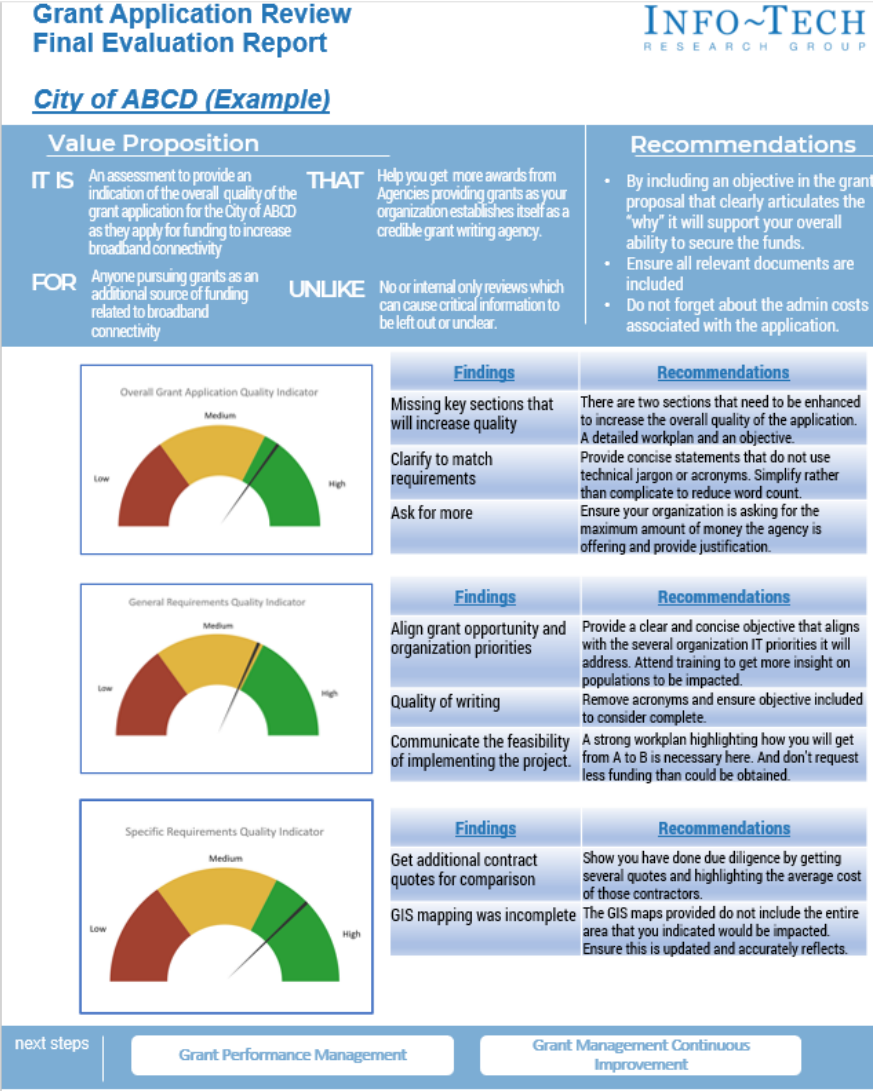 Grant Application Review
Final Evaluation Report
INFO~TECH
RESEARCH GROUP
City of ABCD (Example)
Value Proposition
IT IS
An assessment to provide an
indication of the overall quality of the
grant application for the City of ABCD
as they apply for funding to increase
broadband connectivity
THAT
Help you get more awards from
Agencies providing grants as your
organization establishes itself as a
credible grant writing agency.
FOR
Anyone pursuing grants as an
additional source of funding
related to broadband
connectivity
UNLIKE
No or internal only reviews which
can cause critical information to
be left out or unclear.
Recommendations
• By including an objective in the grant
proposal that clearly articulates the
“why” it will support your overall
ability to secure the funds.
• Ensure all relevant documents are
included
• Do not forget about the admin costs
associated with the application.
Overall Grant Application Quality Indicator
Medium
Low
High
Findings
Recommendations
Missing key sections that
will increase quality
There are two sections that need to be enhanced
to increase the overall quality of the application.
A detailed workplan and an objective.
Clarify to match
requirements
Provide concise statements that do not use
technical jargon or acronyms. Simplify rather
than complicate to reduce word count.
Ask for more
Ensure your organization is asking for the
maximum amount of money the agency is
offering and provide justification.
General Requirements Quality Indicator
Medium
Low
High
Findings
Recommendations
Align grant opportunity and
organization priorities
Provide a clear and concise objective that aligns
with the several organization IT priorities it will
address. Attend training to get more insight on
populations to be impacted.
Quality of writing
Remove acronyms and ensure objective included
to consider complete.
Communicate the feasibility
of implementing the project.
A strong workplan highlighting how you will get
from A to B is necessary here. And don't request
less funding than could be obtained.
Specific Requirements Quality Indicator
Medium
Low
High
Findings
Recommendations
Get additional contract
quotes for comparison
Show you have done due diligence by getting
several quotes and highlighting the average cost
of those contractors.
GIS mapping was incomplete
The GIS maps provided do not include the entire
area that you indicated would be impacted.
Ensure this is updated and accurately reflects.
next steps
Grant Performance Management
Grant Management Continuous
Improvement